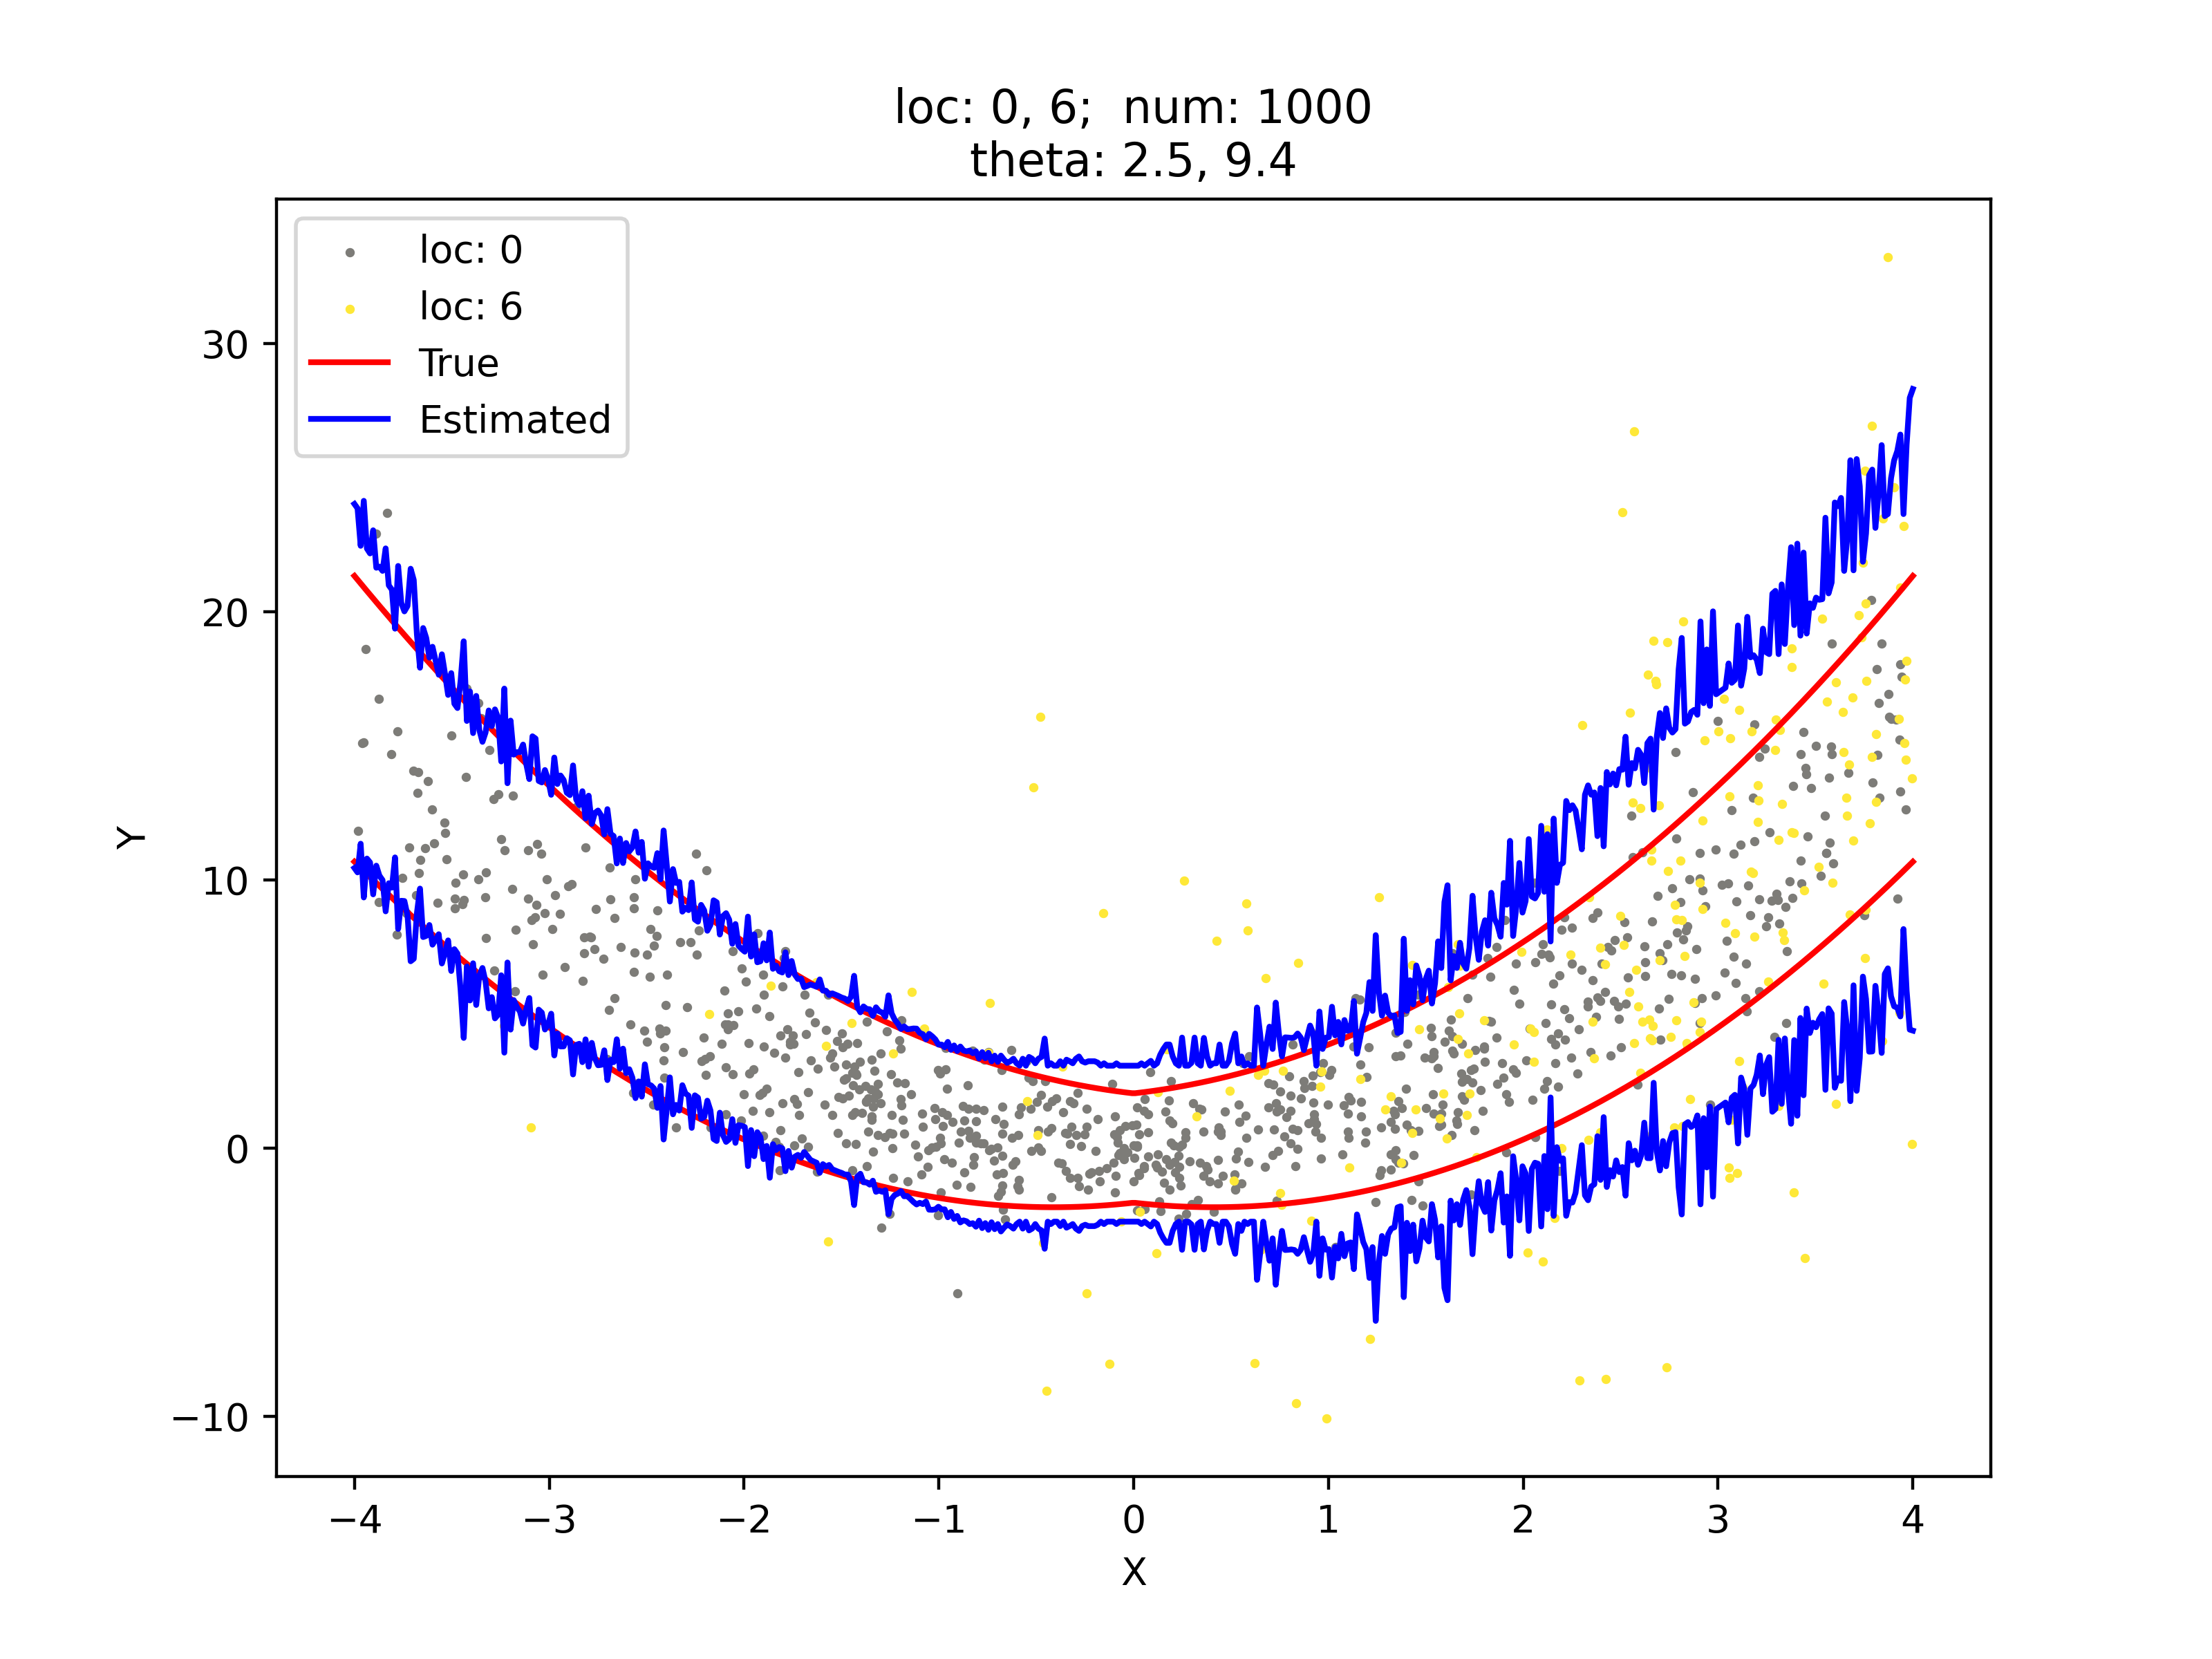 loc: 0, 6;  num: 1000
theta: 2.5, 9.4
loc: 0
loc: 6
True
Estimated
30
20
10
0
−10
Y
−4 −3 −2 −1 0 1 2 3 4
X